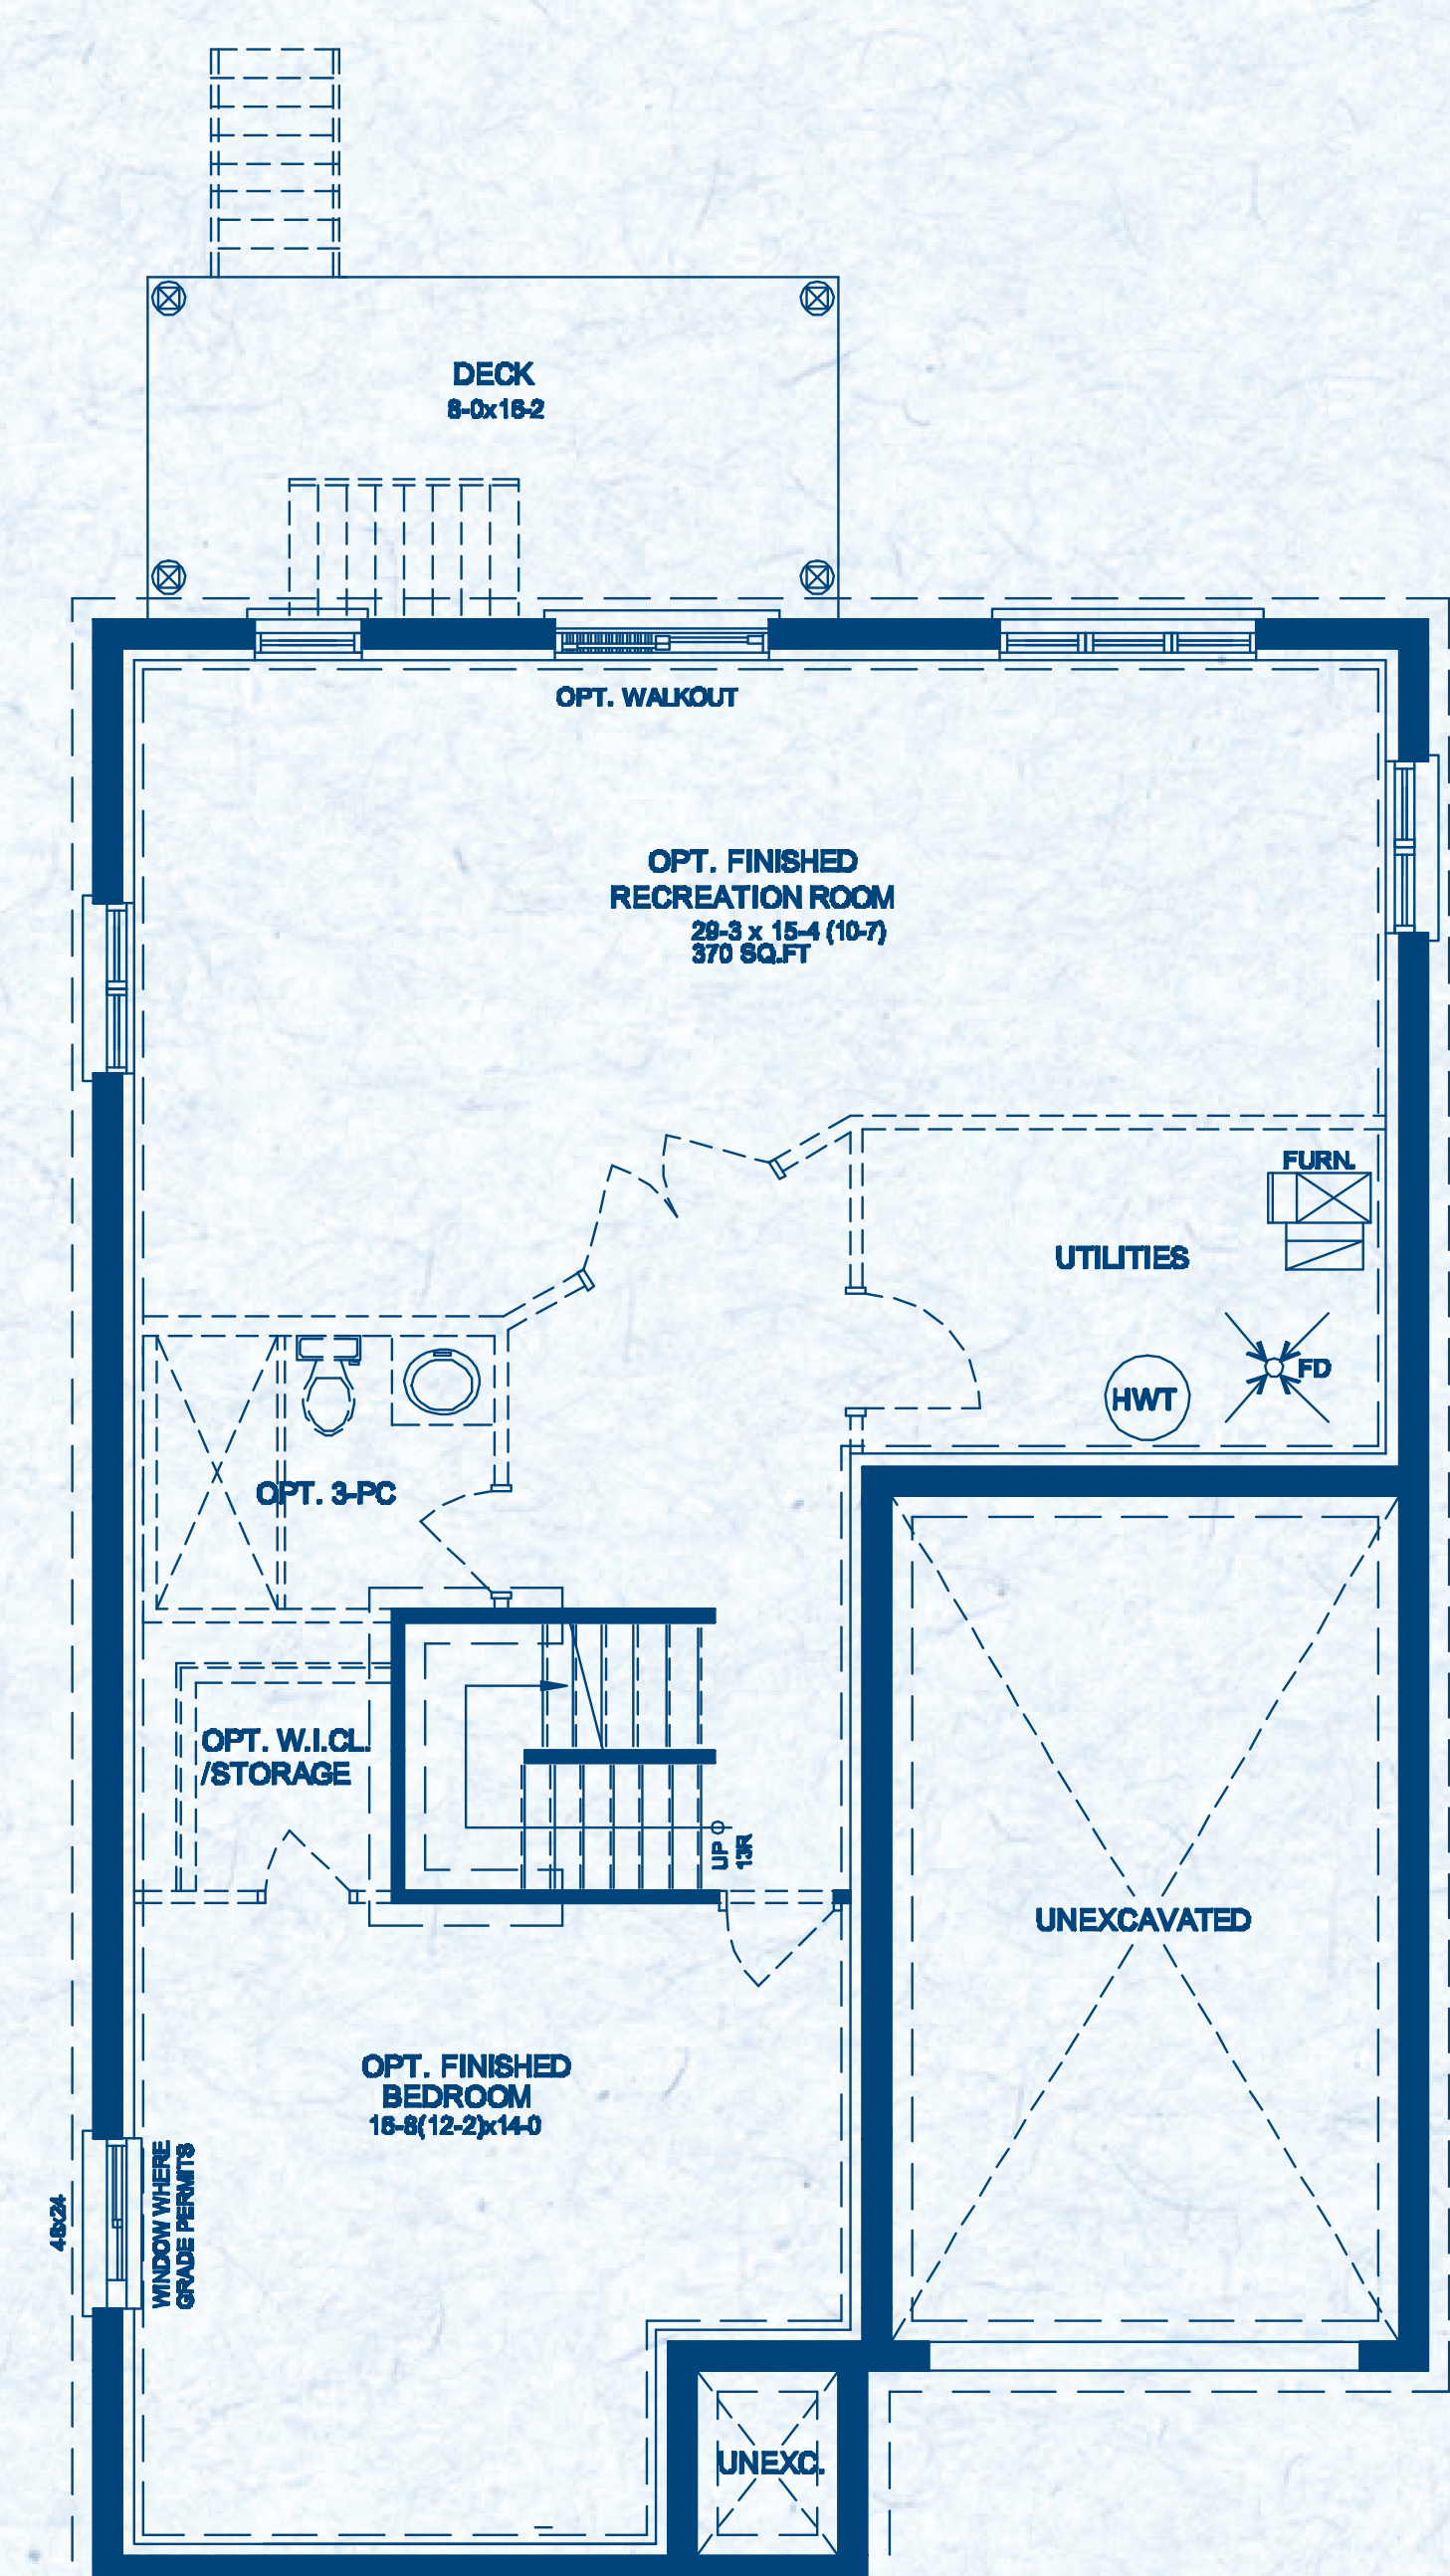 DECK
8-0x16-2
OPT. WALKOUT
OPT. FINISHED
RECREATION ROOM
29-3 x 15-4 (10-7)
370 SQ.FT
FURN.
UTILITIES
FD
HWT
OPT. 3-PC
OPT. W.I.CL.
/STORAGE
UP
13R
UNEXCAVATED
OPT. FINISHED
BEDROOM
16-8(12-2)x14-0
48x24
WINDOW WHERE
GRADE PERMITS
UNEXC.